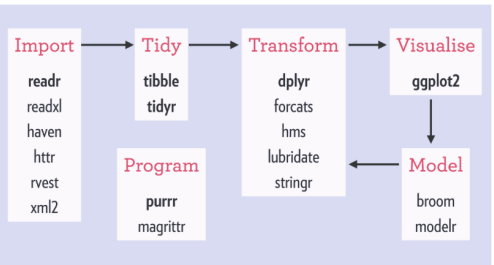 Import
readr
readxl
haven
httr
rvest
xml2
Tidy
tibble
tidyr
Program
purrr
magrittr
Transform
dplyr
forcats
hms
lubridate
stringr
Visualise
ggplot2
Model
broom
modelr